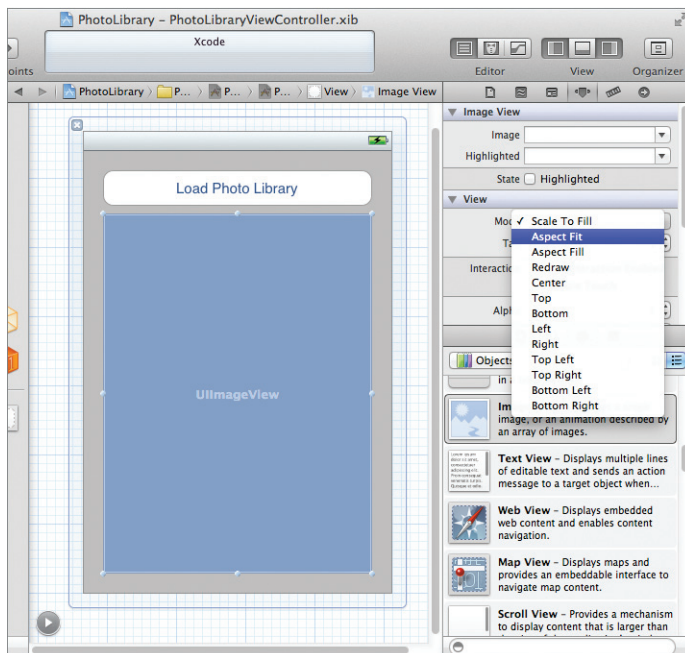 PhotoLibrary – PhotoLibraryViewController.xib
Xcode
oints
Editor
View
Organizer
PhotoLibrary
P...
P...
P...
View
Image View
Image View
Image
Highlighted
State
Highlighted
View
Load Photo Library
UIImageView
✓ Scale To Fill
Aspect Fit
Aspect Fill
Redraw
Center
Top
Bottom
Left
Right
Top Left
Top Right
Bottom Left
Bottom Right
Mod
Ta
Interactio
Alph
Objects
in a
Im
image, or an animation described by
an array of images.
Text View – Displays multiple lines
of editable text and sends an action
message to a target object when...
Web View – Displays embedded
web content and enables content
navigation.
Map View – Displays maps and
provides an embeddable interface to
navigate map content.
Scroll View – Provides a mechanism
to display content that is larger than